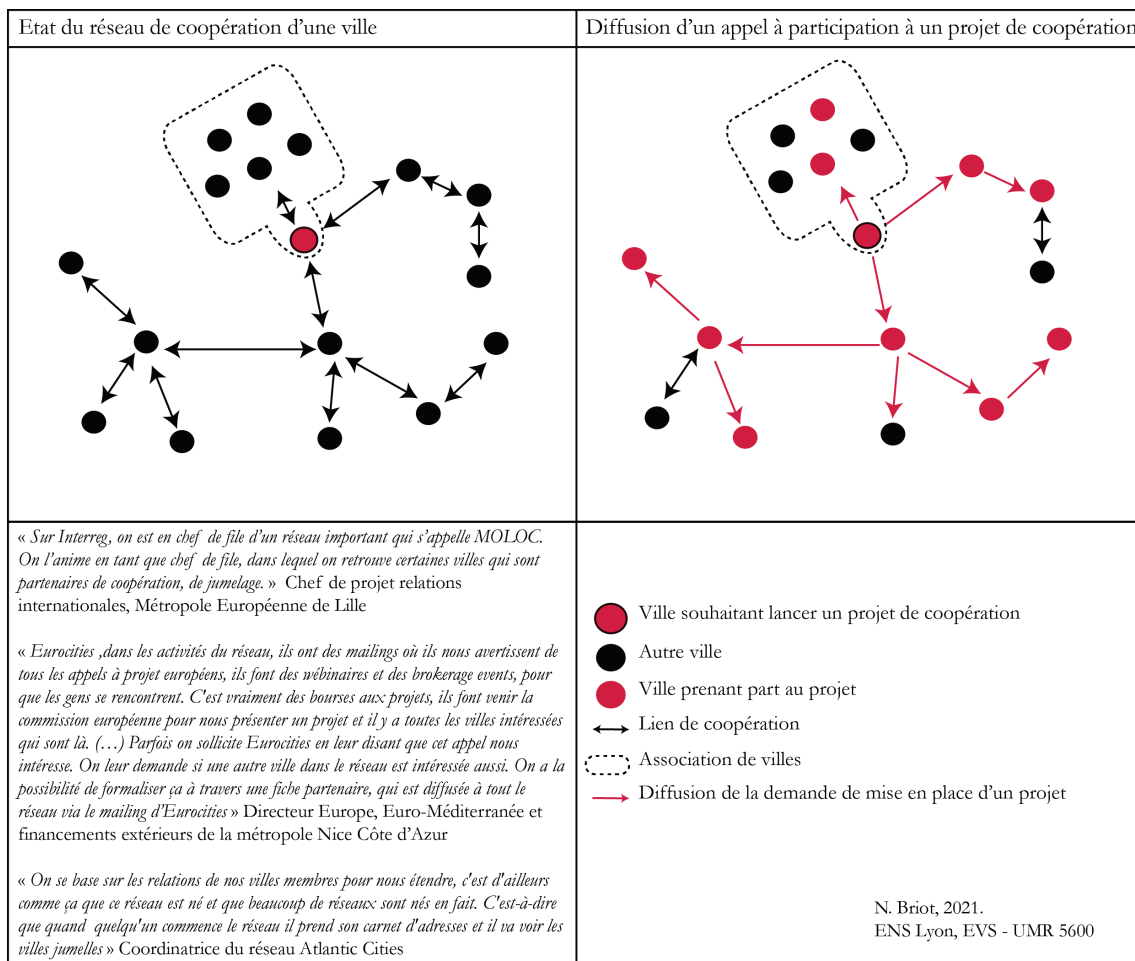 Etat du réseau de coopération d'une ville
Diffusion d'un appel à participation à un projet de coopération
« Sur Interreg, on est en chef de file d'un réseau important qui s'appelle MOLOC.
On l'anime en tant que chef de file, dans lequel on retrouve certaines villes qui sont
partenaires de coopération, de jumelage. » Chef de projet relations
internationales, Métropole Européenne de Lille
« Eurocities ,dans les activités du réseau, ils ont des mailings où ils nous avertissent de
tous les appels à projet européens, ils font des wébinaires et des brokerage events, pour
que les gens se rencontrent. C'est vraiment des bourses aux projets, ils font venir la
commission européenne pour nous présenter un projet et il y a toutes les villes intéressées
qui sont là. (…) Parfois on sollicite Eurocities en leur disant que cet appel nous
intéresse. On leur demande si une autre ville dans le réseau est intéressée aussi. On a la
possibilité de formaliser ça à travers une fiche partenaire, qui est diffusée à tout le
réseau via le mailing d'Eurocities » Directeur Europe, Euro-Méditerranée et
financements extérieurs de la métropole Nice Côte d'Azur
« On se base sur les relations de nos villes membres pour nous étendre, c'est d'ailleurs
comme ça que ce réseau est né et que beaucoup de réseaux sont nés en fait. C'est-à-dire
que quand quelqu'un commence le réseau il prend son carnet d'adresses et il va voir les
villes jumelles » Coordinatrice du réseau Atlantic Cities
Ville souhaitant lancer un projet de coopération
Autre ville
Ville prenant part au projet
Lien de coopération
Association de villes
Diffusion de la demande de mise en place d'un projet
N. Briot, 2021.
ENS Lyon, EVS - UMR 5600